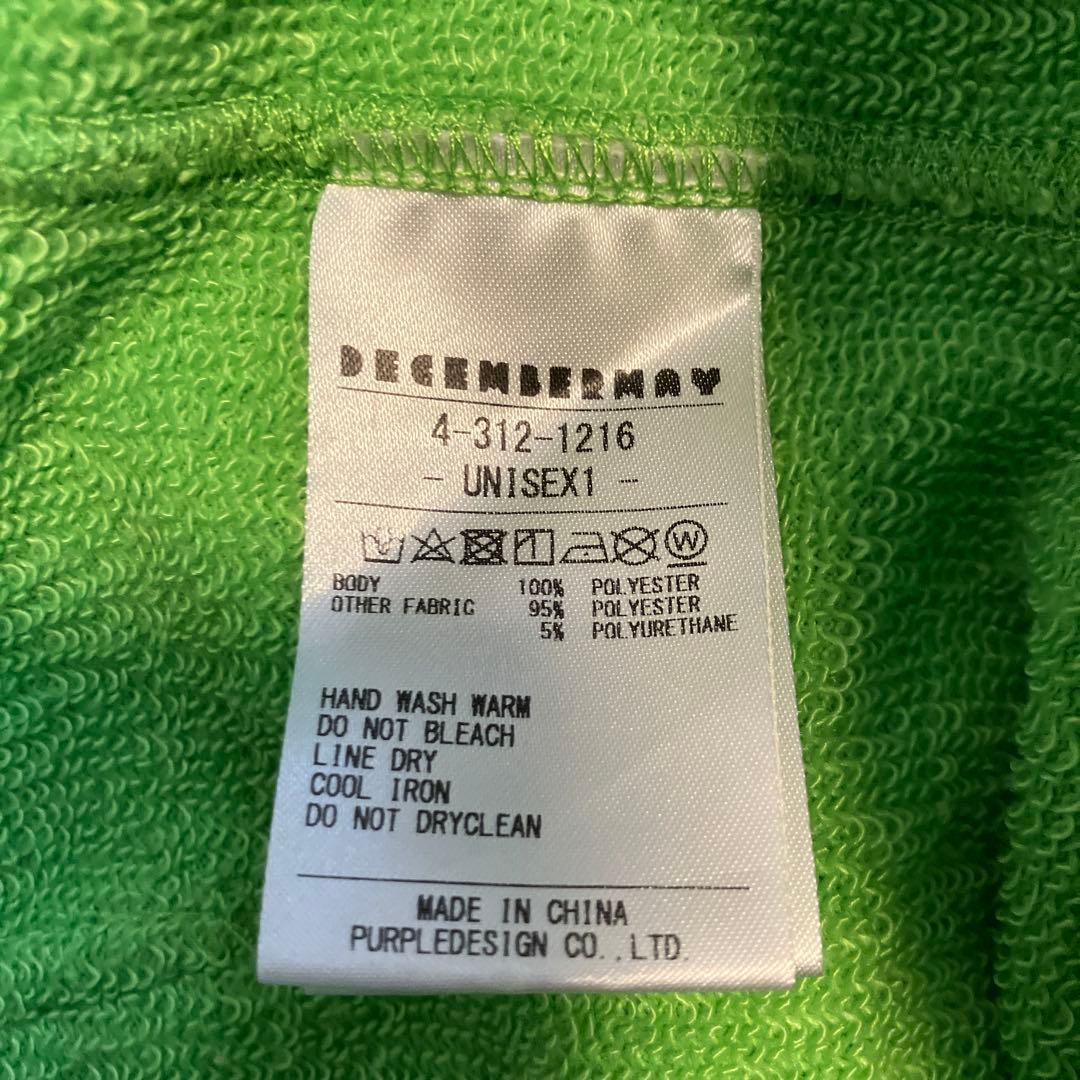 DECEMBERMAY
4-312-1216
- UNISEX1 -
W
BODY 100% POLYESTER
OTHER FABRIC 95% POLYESTER
5% POLYURETHANE
HAND WASH WARM
DO NOT BLEACH
LINE DRY
COOL IRON
DO NOT DRYCLEAN
MADE IN CHINA
PURPLEDESIGN CO.,LTD.